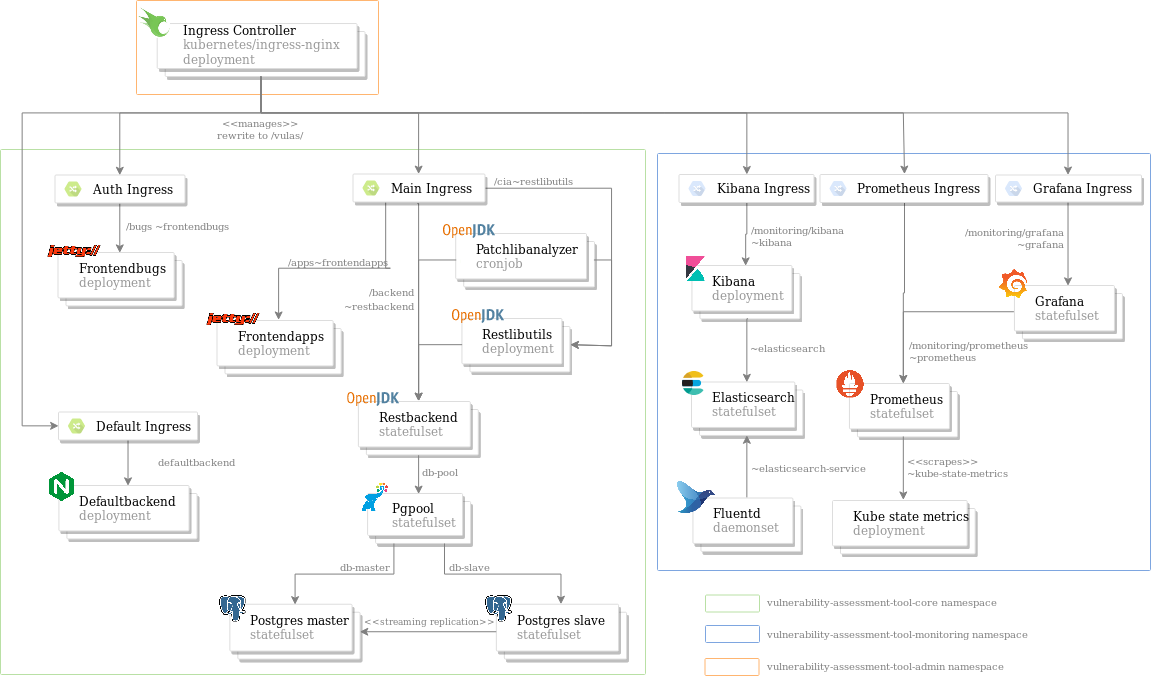 Ingress Controller
kubernetes/ingress-nginx
deployment
<<manages>>
rewrite to /vulas/
Auth Ingress
Main Ingress
/cia~restlibutils
Kibana Ingress
Prometheus Ingress
Grafana Ingress
/bugs ~frontendbugs
jetty://
Frontendbugs
deployment
OpenJDK
Patchlibanalyzer
cronjob
/apps~frontendapps
/backend
~restbackend
jetty://
Frontendapps
deployment
OpenJDK
Restlibutils
deployment
OpenJDK
Restbackend
statefulset
Default Ingress
defaultbackend
N
Defaultbackend
deployment
db-pool
Pgpool
statefulset
db-master
db-slave
Postgres master
statefulset
<<streaming replication>>
Postgres slave
statefulset
/monitoring/kibana
~kibana
Kibana
deployment
~elasticsearch
Elasticsearch
statefulset
~elasticsearch-service
Fluentd
daemonset
/monitoring/grafana
~grafana
Grafana
statefulset
/monitoring/prometheus
~prometheus
Prometheus
statefulset
<<scrapes>>
~kube-state-metrics
Kube state metrics
deployment
vulnerability-assessment-tool-core namespace
vulnerability-assessment-tool-monitoring namespace
vulnerability-assessment-tool-admin namespace